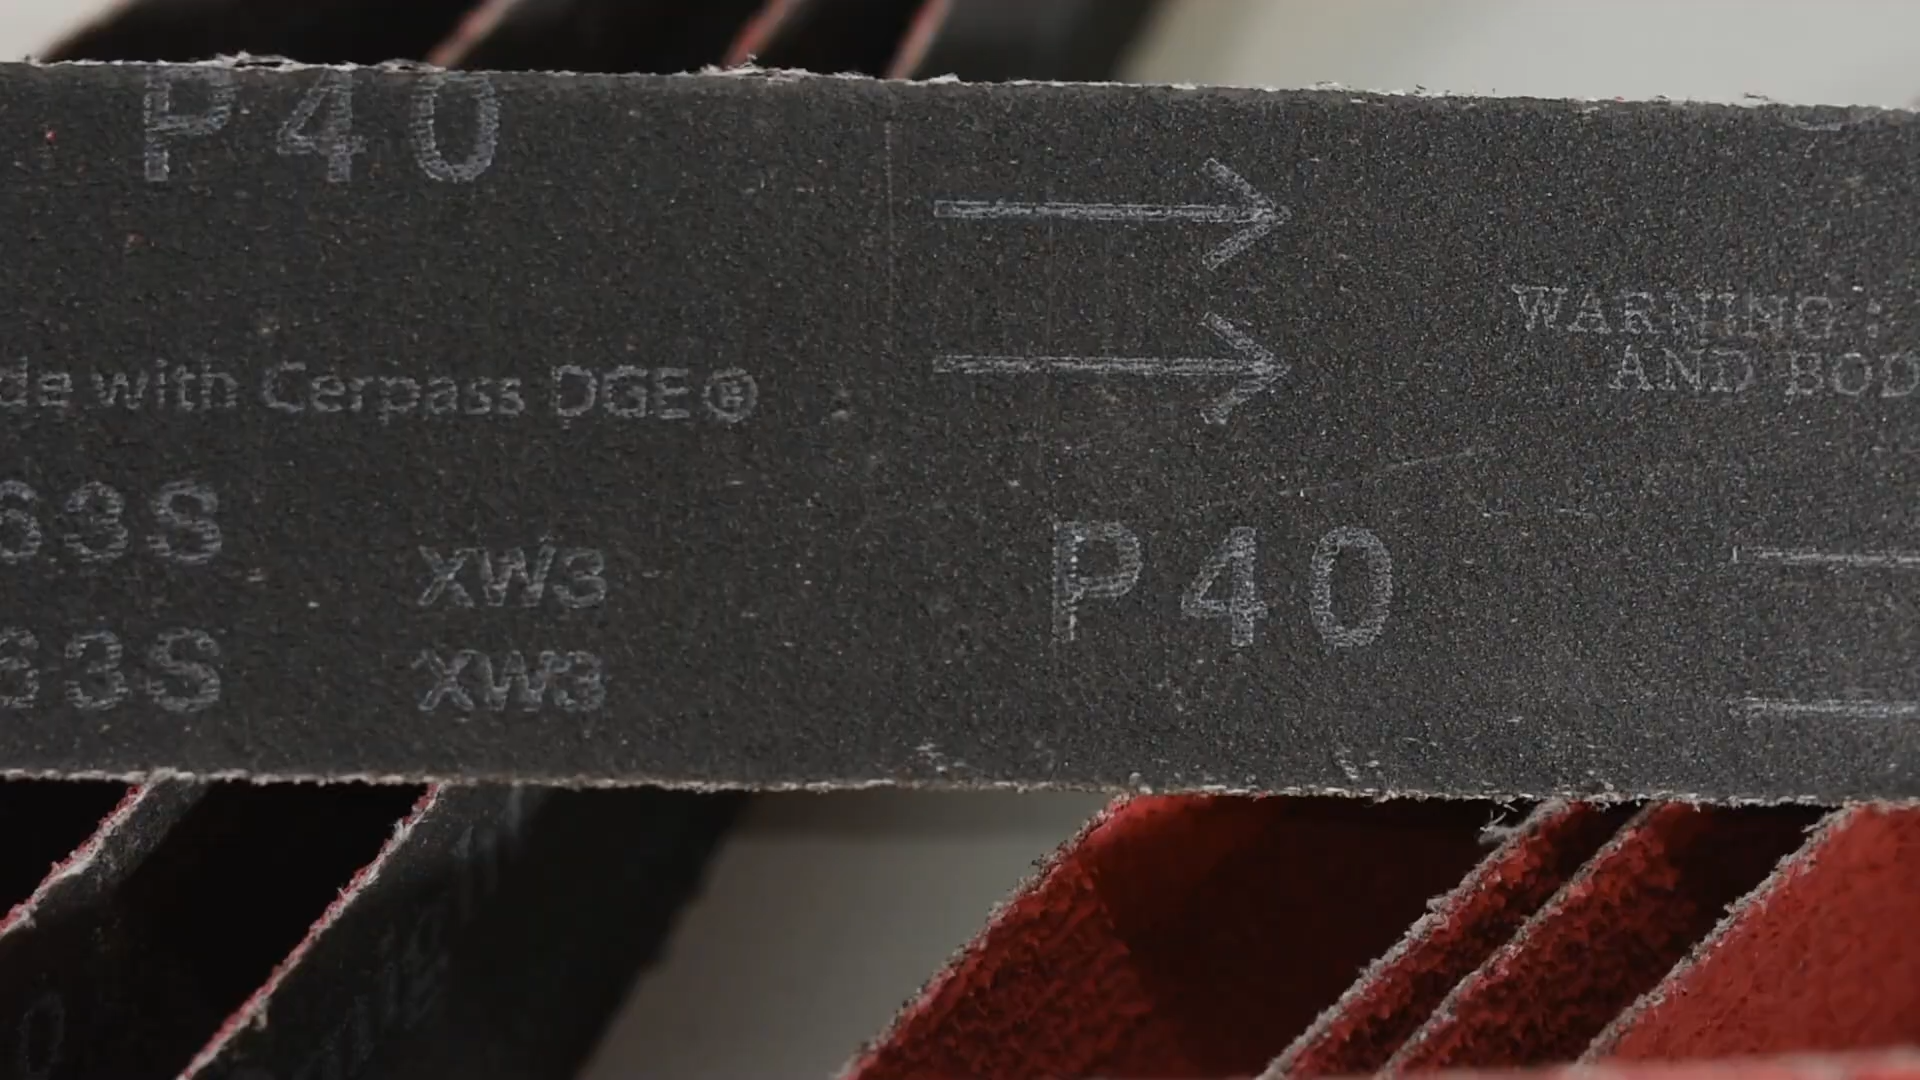 P40
WARNING :
AND BOD
de with Cerpass DGE®
63S XW3
P40
63S XW3